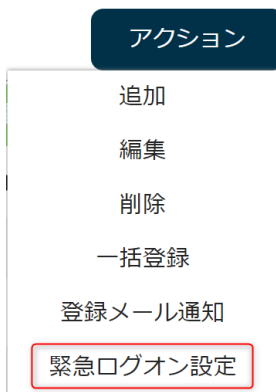 アクション
追加
編集
削除
一括登録
登録メール通知
緊急ログオン設定